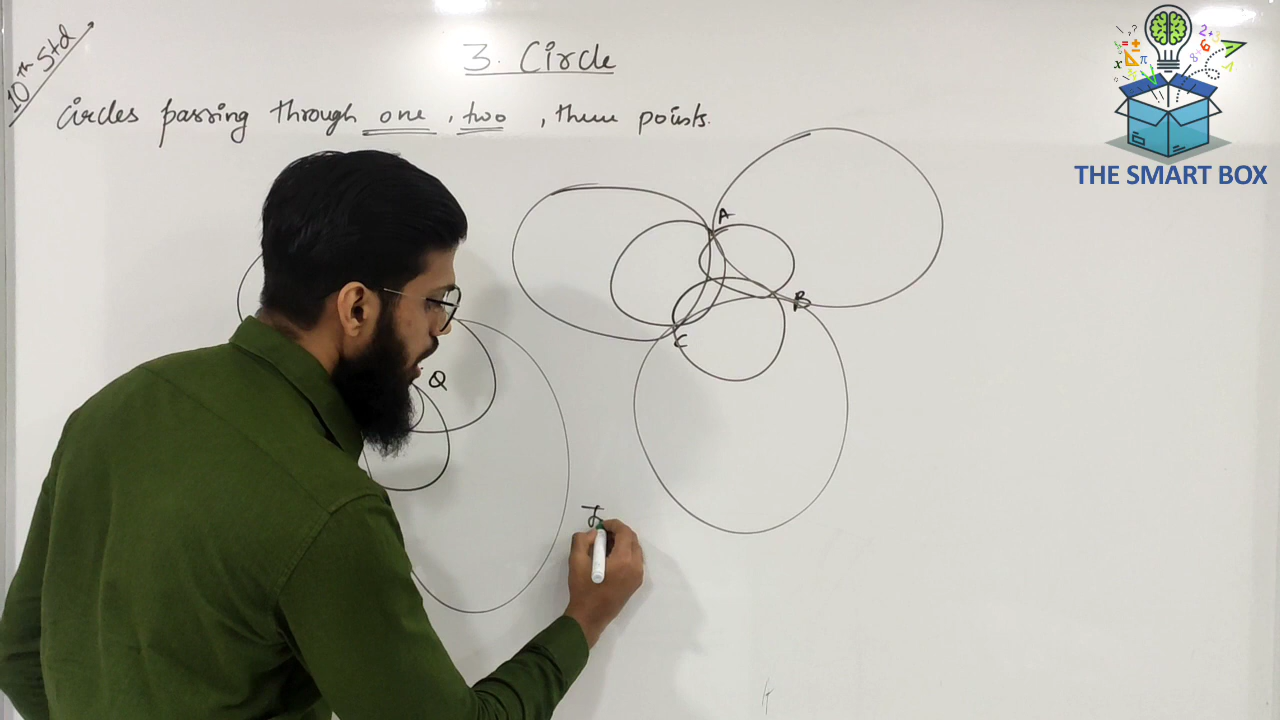 10th Std
3. Circle
Circles passing through one, two, three points.
A
B
C
Q
I
THE SMART BOX